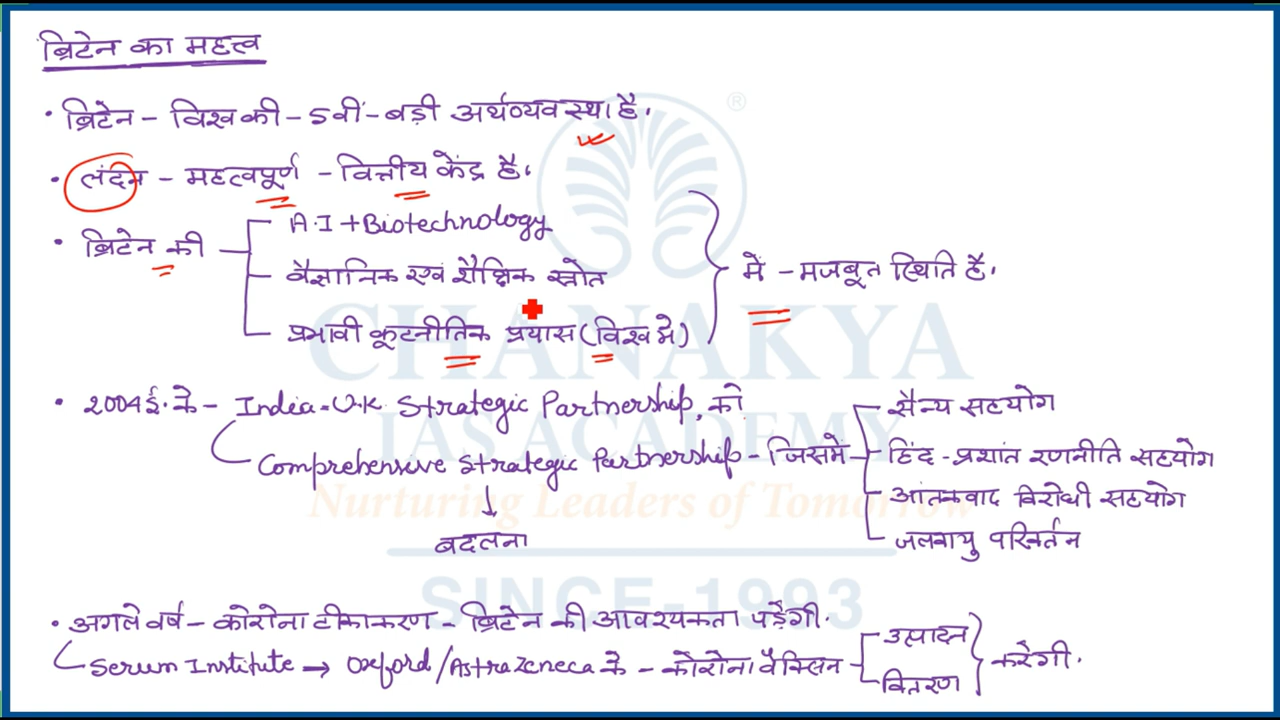 ब्रिटेन का महत्त्व
• ब्रिटेन – विश्व की – 5वीं – बड़ी अर्थव्यवस्था है.
®
• लंदन – महत्वपूर्ण – वित्तीय केंद्र है.
A.I + Biotechnology
• ब्रिटेन की
वैज्ञानिक एवं शैक्षिक स्त्रोत
में – मजबूत स्थिति है.
प्रभावी कूटनीतिक प्रयास (विश्व मे)
CHANAKYA
• 2004 ई. के – India-U.K. Strategic Partnership, को
सैन्य सहयोग
IAS ACADEMY
Comprehensive Strategic Partnership – जिसमे
हिंद - प्रशांत रणनीति सहयोग
Nurturing Leaders of Tomorrow
आंतकवाद विरोधी सहयोग
बदलना
जलवायु परिवर्तन
SINCE-1993
• अगले वर्ष – कोरोना टीकाकरण – ब्रिटेन की आवश्यकता पड़ेगी.
Serum Institute → Oxford/AstraZeneca के – कोरोना वैक्सिन
उत्पादन
वितरण
करेगी.